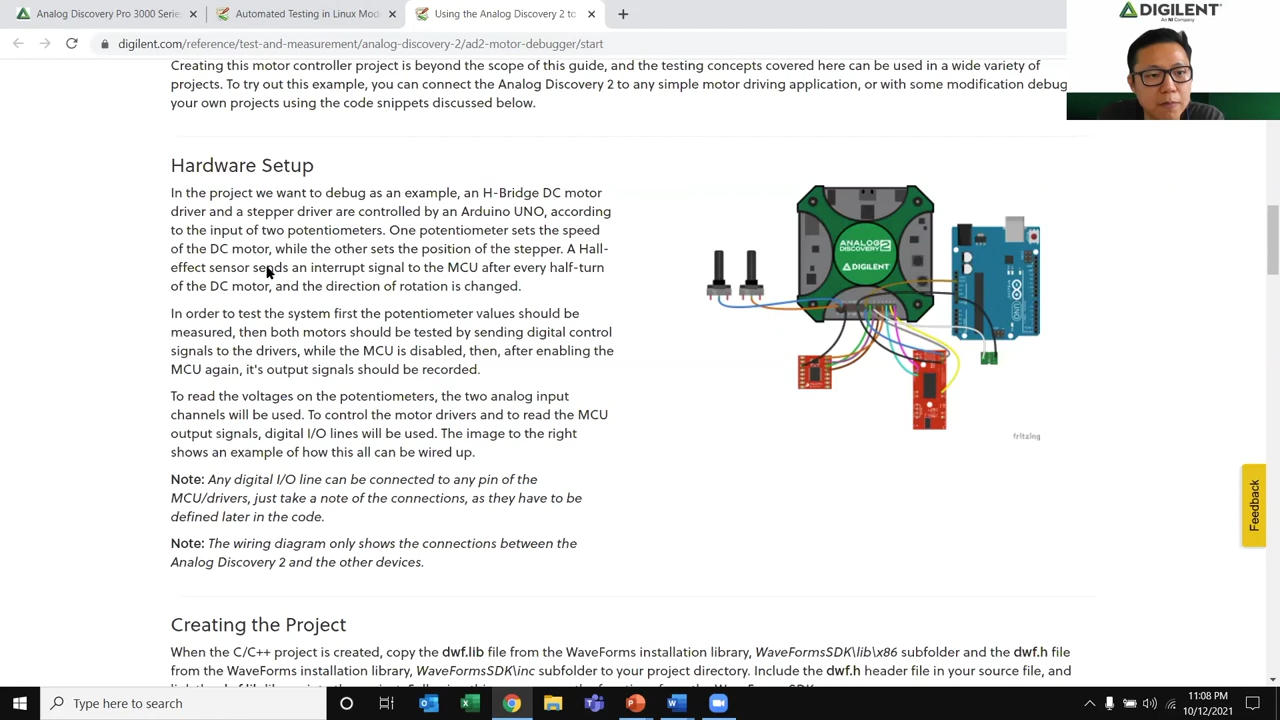 Analog Discovery Pro 3000 Serie
Automated Testing in Linux Mod
Using the Analog Discovery 2 to
DIGILENT
An NI Company
digilent.com/reference/test-and-measurement/analog-discovery-2/ad2-motor-debugger/start
Creating this motor controller project is beyond the scope of this guide, and the testing concepts covered here can be used in a wide variety of
projects. To try out this example, you can connect the Analog Discovery 2 to any simple motor driving application, or with some modification debug
your own projects using the code snippets discussed below.
Hardware Setup
In the project we want to debug as an example, an H-Bridge DC motor
driver and a stepper driver are controlled by an Arduino UNO, according
to the input of two potentiometers. One potentiometer sets the speed
of the DC motor, while the other sets the position of the stepper. A Hall-
effect sensor sends an interrupt signal to the MCU after every half-turn
of the DC motor, and the direction of rotation is changed.
In order to test the system first the potentiometer values should be
measured, then both motors should be tested by sending digital control
signals to the drivers, while the MCU is disabled, then, after enabling the
MCU again, it's output signals should be recorded.
To read the voltages on the potentiometers, the two analog input
channels will be used. To control the motor drivers and to read the MCU
output signals, digital I/O lines will be used. The image to the right
shows an example of how this all can be wired up.
Note: Any digital I/O line can be connected to any pin of the
MCU/drivers, just take a note of the connections, as they have to be
defined later in the code.
Note: The wiring diagram only shows the connections between the
Analog Discovery 2 and the other devices.
ANALOG
DISCOVERY 2
DIGILENT
fritzing
Feedback
Creating the Project
When the C/C++ project is created, copy the dwf.lib file from the WaveForms installation library, WaveFormsSDK\lib\x86 subfolder and the dwf.h file
from the WaveForms installation library, WaveFormsSDK\inc subfolder to your project directory. Include the dwf.h header file in your source file, and
Type here to search
11:08 PM
10/12/2021